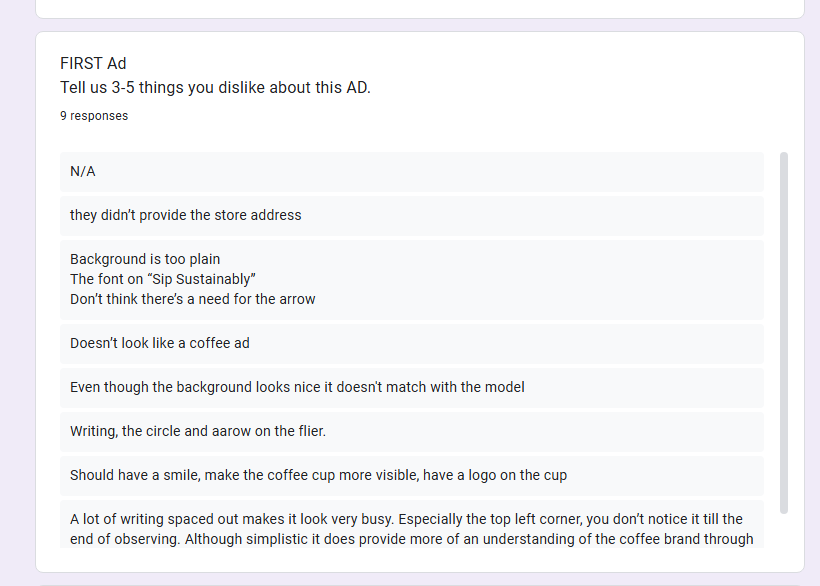 FIRST Ad
Tell us 3-5 things you dislike about this AD.
9 responses
N/A
they didn’t provide the store address
Background is too plain
The font on “Sip Sustainably”
Don’t think there’s a need for the arrow
Doesn’t look like a coffee ad
Even though the background looks nice it doesn't match with the model
Writing, the circle and aarow on the flier.
Should have a smile, make the coffee cup more visible, have a logo on the cup
A lot of writing spaced out makes it look very busy. Especially the top left corner, you don’t notice it till the
end of observing. Although simplistic it does provide more of an understanding of the coffee brand through